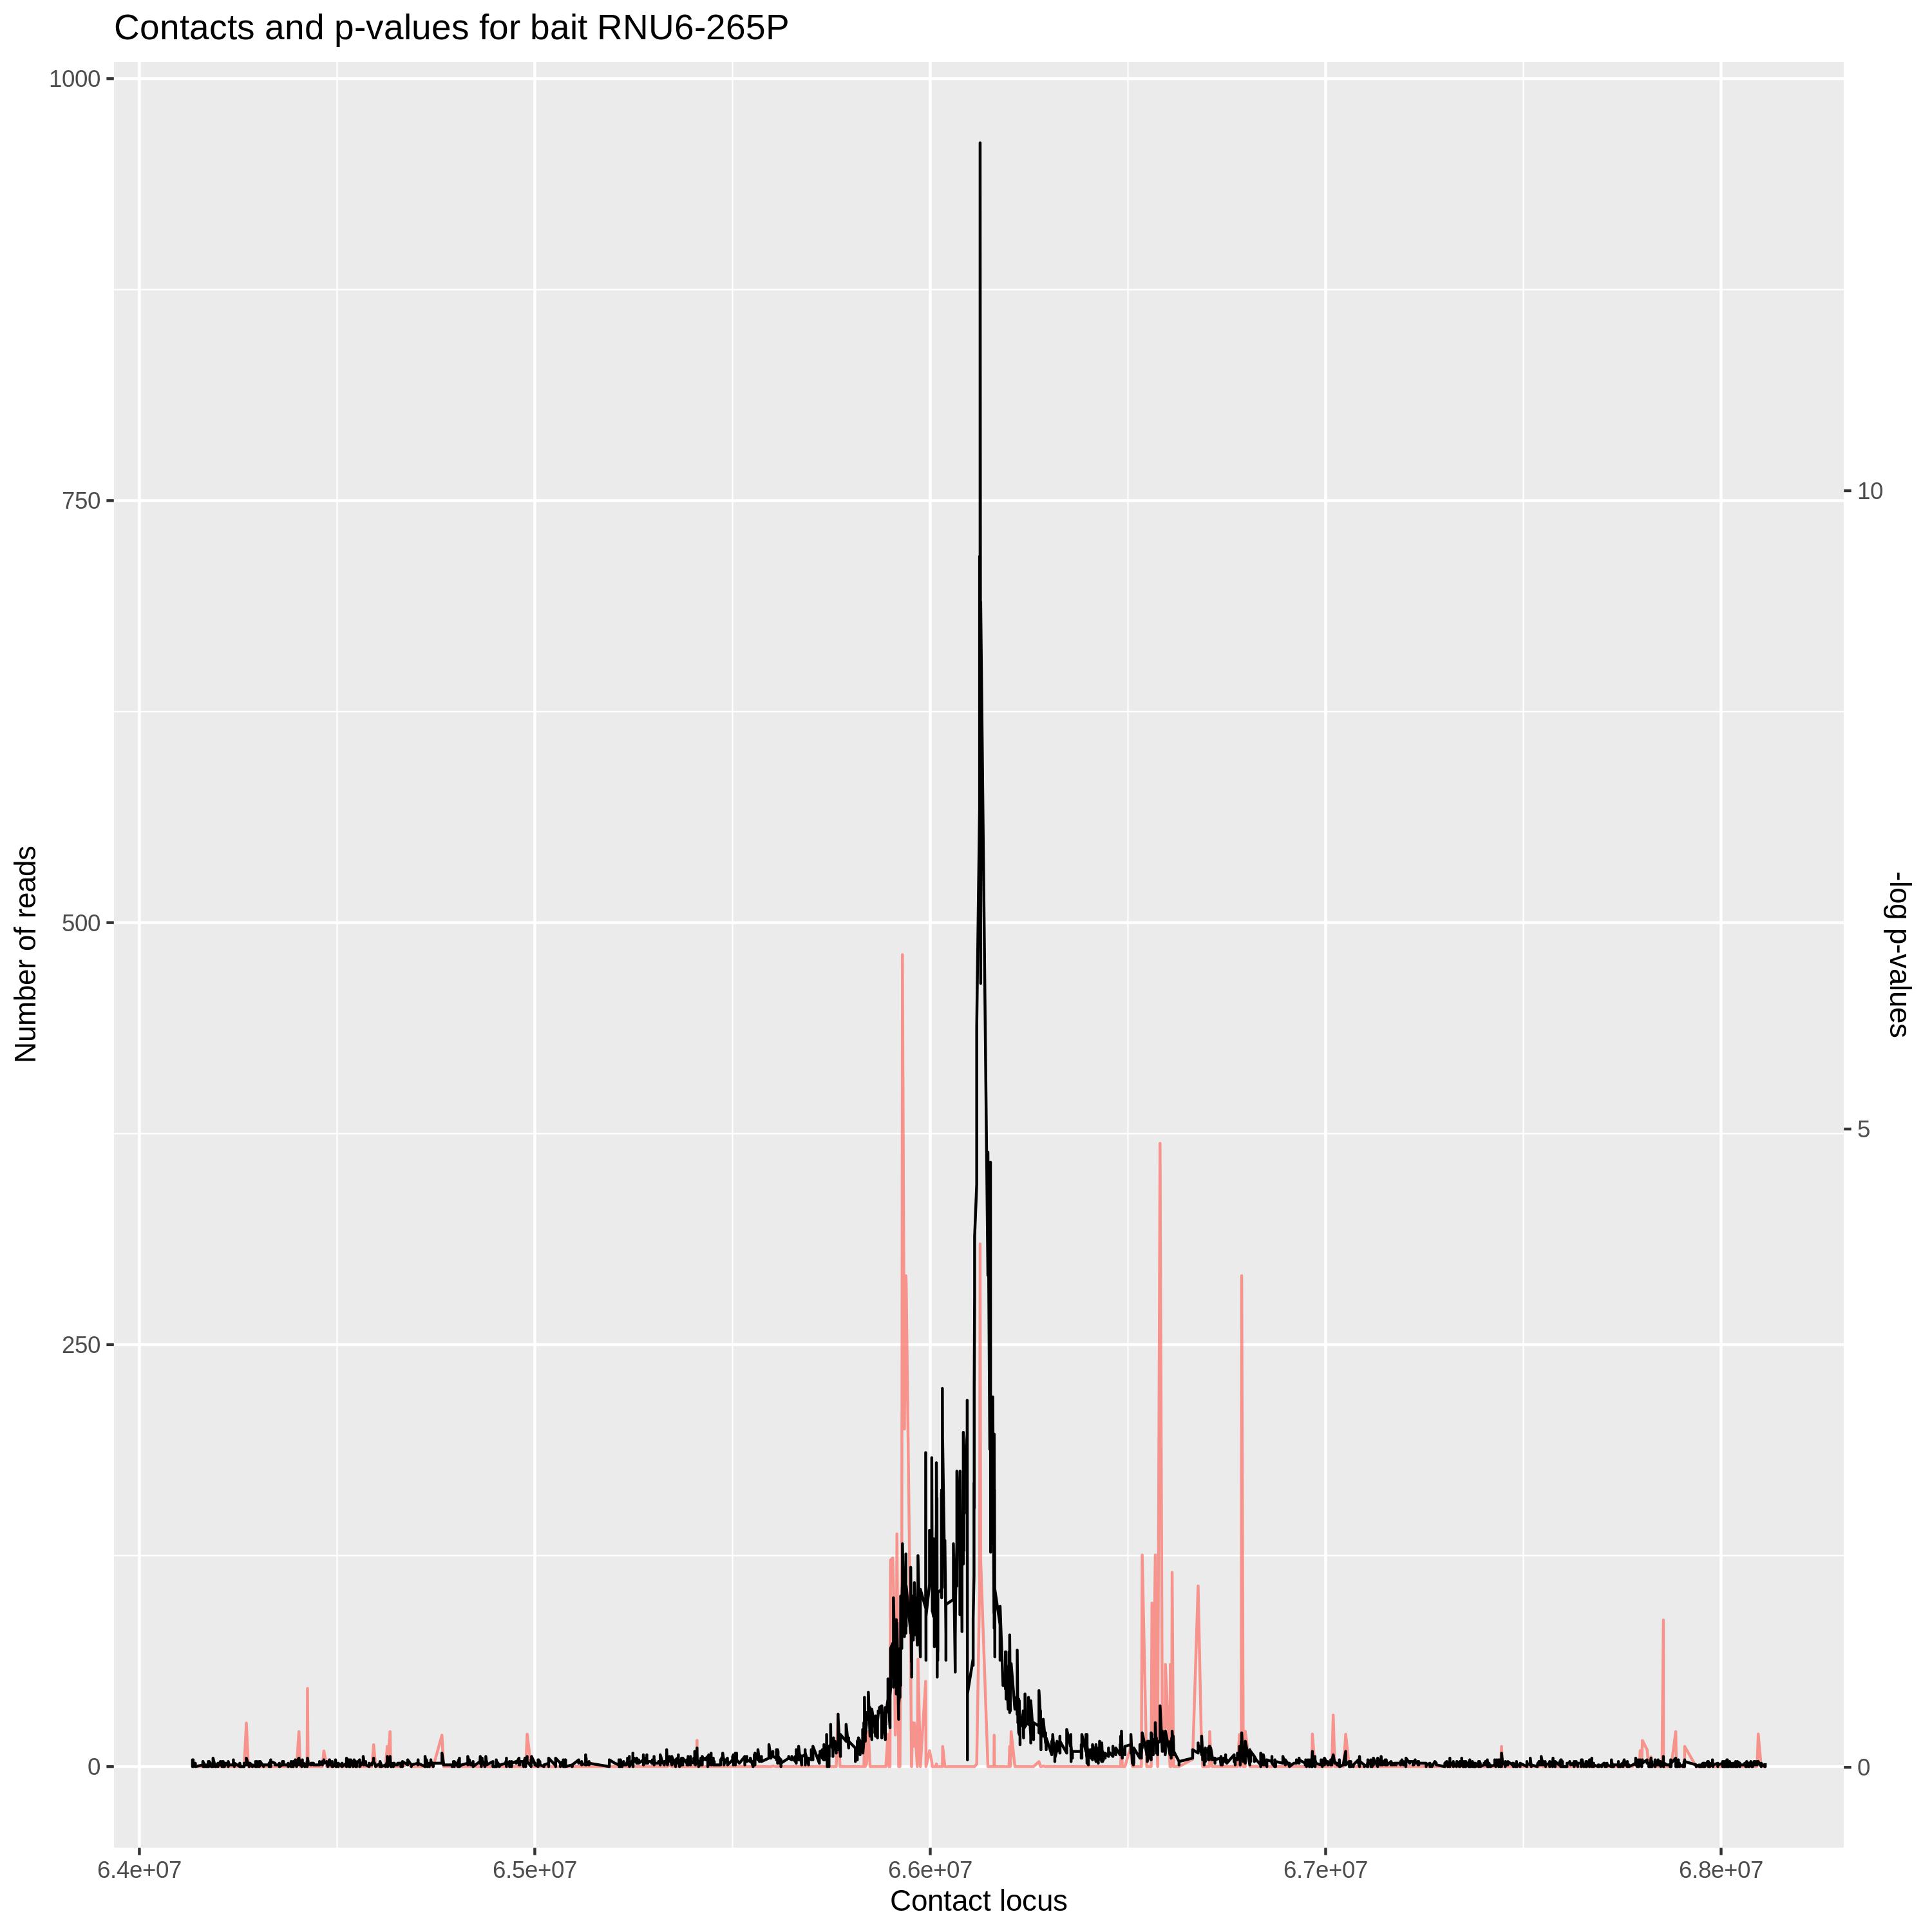 Contacts and p-values for bait RNU6-265P
1000
750
500
250
0
Number of reads
10
5
0
-log p-values
6.4e+07
6.5e+07
6.6e+07
6.7e+07
6.8e+07
Contact locus